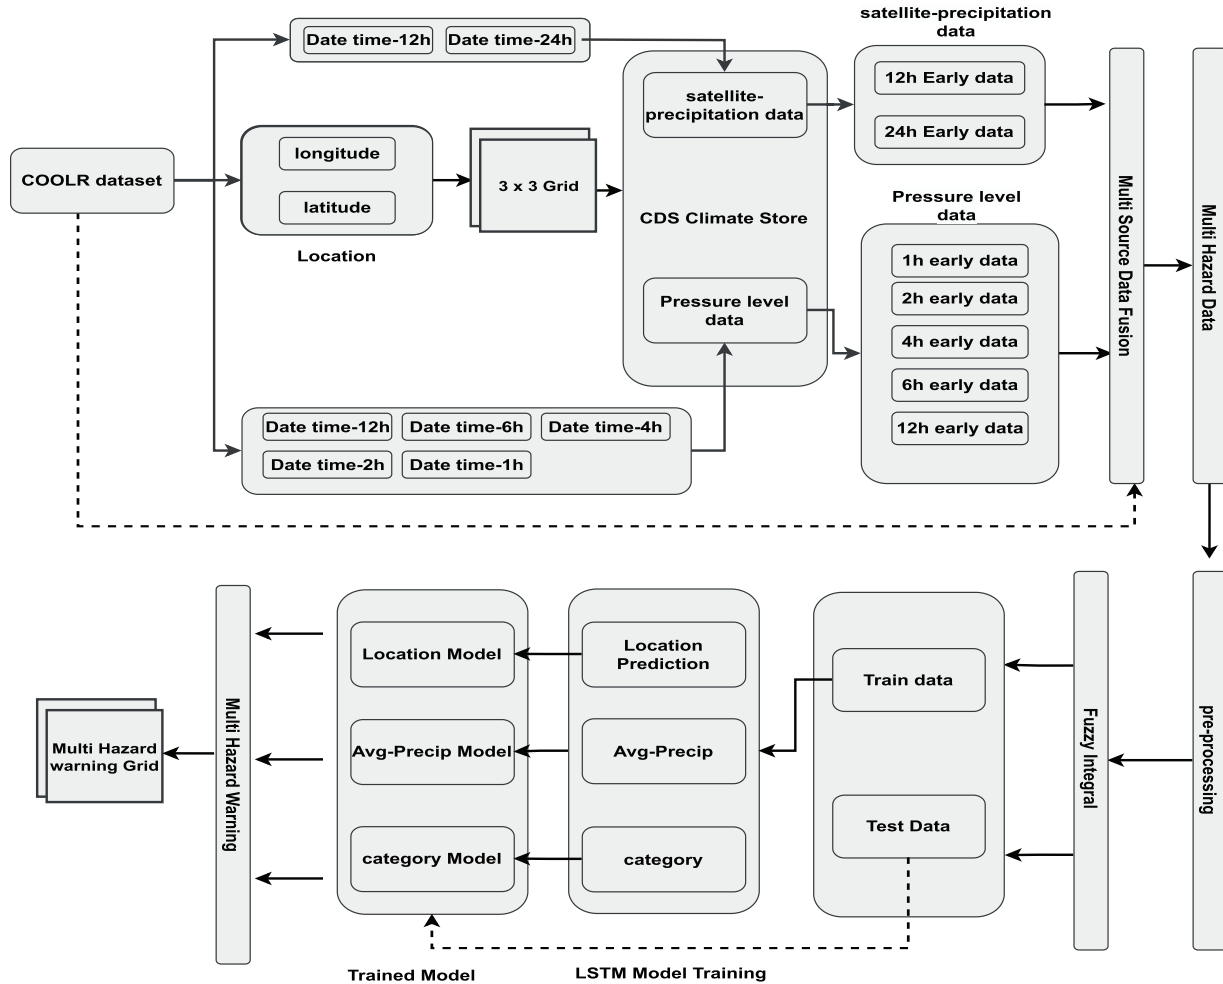 satellite-precipitation
data
Date time-12h
Date time-24h
12h Early data
24h Early data
satellite-
precipitation data
COOLR dataset
longitude
latitude
Location
3 x 3 Grid
CDS Climate Store
Pressure level
data
Pressure level
data
1h early data
2h early data
4h early data
6h early data
12h early data
Multi Source Data Fusion
Multi Hazard Data
Date time-12h
Date time-6h
Date time-4h
Date time-2h
Date time-1h
pre-processing
Fuzzy Integral
Train data
Test Data
Location
Prediction
Avg-Precip
category
LSTM Model Training
Location Model
Avg-Precip Model
category Model
Trained Model
Multi Hazard Warning
Multi Hazard
warning Grid